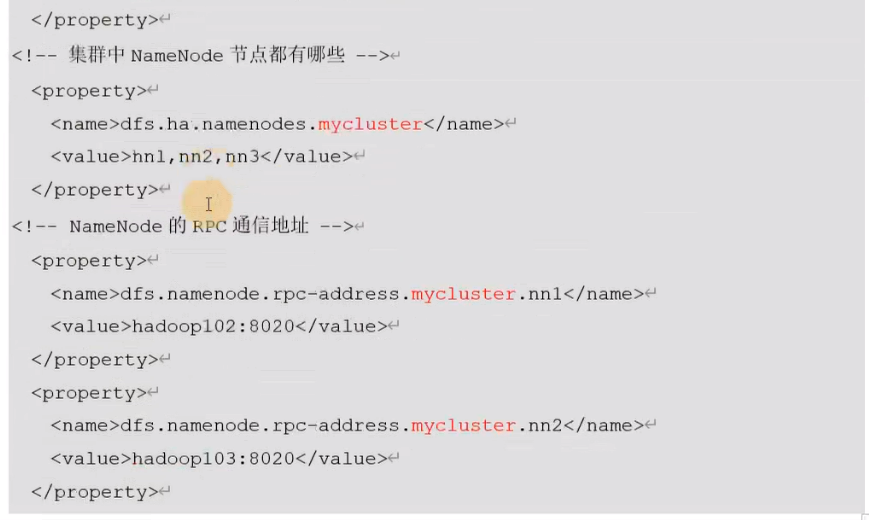 </property>
<!-- 集群中 NameNode 节点都有哪些 -->
<property>
<name>dfs.ha.namenodes.mycluster</name>
<value>hn1,nn2,nn3</value>
</property>
<!-- NameNode 的 RPC 通信地址 -->
<property>
<name>dfs.namenode.rpc-address.mycluster.nn1</name>
<value>hadoop102:8020</value>
</property>
<property>
<name>dfs.namenode.rpc-address.mycluster.nn2</name>
<value>hadoop103:8020</value>
</property>